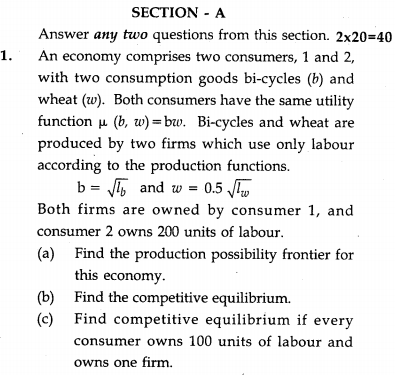 SECTION - A
Answer any two questions from this section. 2x20=40
1. An economy comprises two consumers, 1 and 2,
with two consumption goods bi-cycles (b) and
wheat (w). Both consumers have the same utility
function μ (b, w) = bw. Bi-cycles and wheat are
produced by two firms which use only labour
according to the production functions.
b = √l_b and w = 0.5 √l_w
Both firms are owned by consumer 1, and
consumer 2 owns 200 units of labour.
(a) Find the production possibility frontier for
this economy.
(b) Find the competitive equilibrium.
(c) Find competitive equilibrium if every
consumer owns 100 units of labour and
owns one firm.